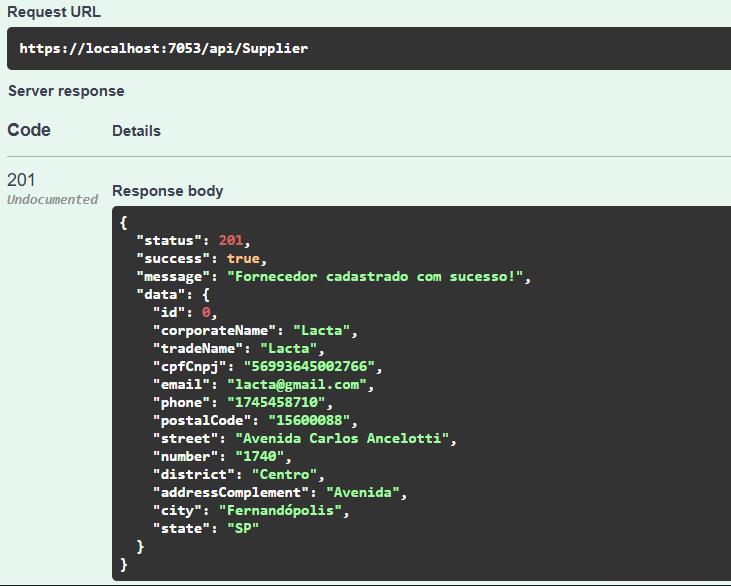 Request URL
https://localhost:7053/api/Supplier
Server response
Code Details
201
Undocumented
Response body
{
  "status": 201,
  "success": true,
  "message": "Fornecedor cadastrado com sucesso!",
  "data": {
    "id": 0,
    "corporateName": "Lacta",
    "tradeName": "Lacta",
    "cpfCnpj": "56993645002766",
    "email": "lacta@gmail.com",
    "phone": "1745458710",
    "postalCode": "15600088",
    "street": "Avenida Carlos Ancelotti",
    "number": "1740",
    "district": "Centro",
    "addressComplement": "Avenida",
    "city": "Fernandópolis",
    "state": "SP"
  }
}